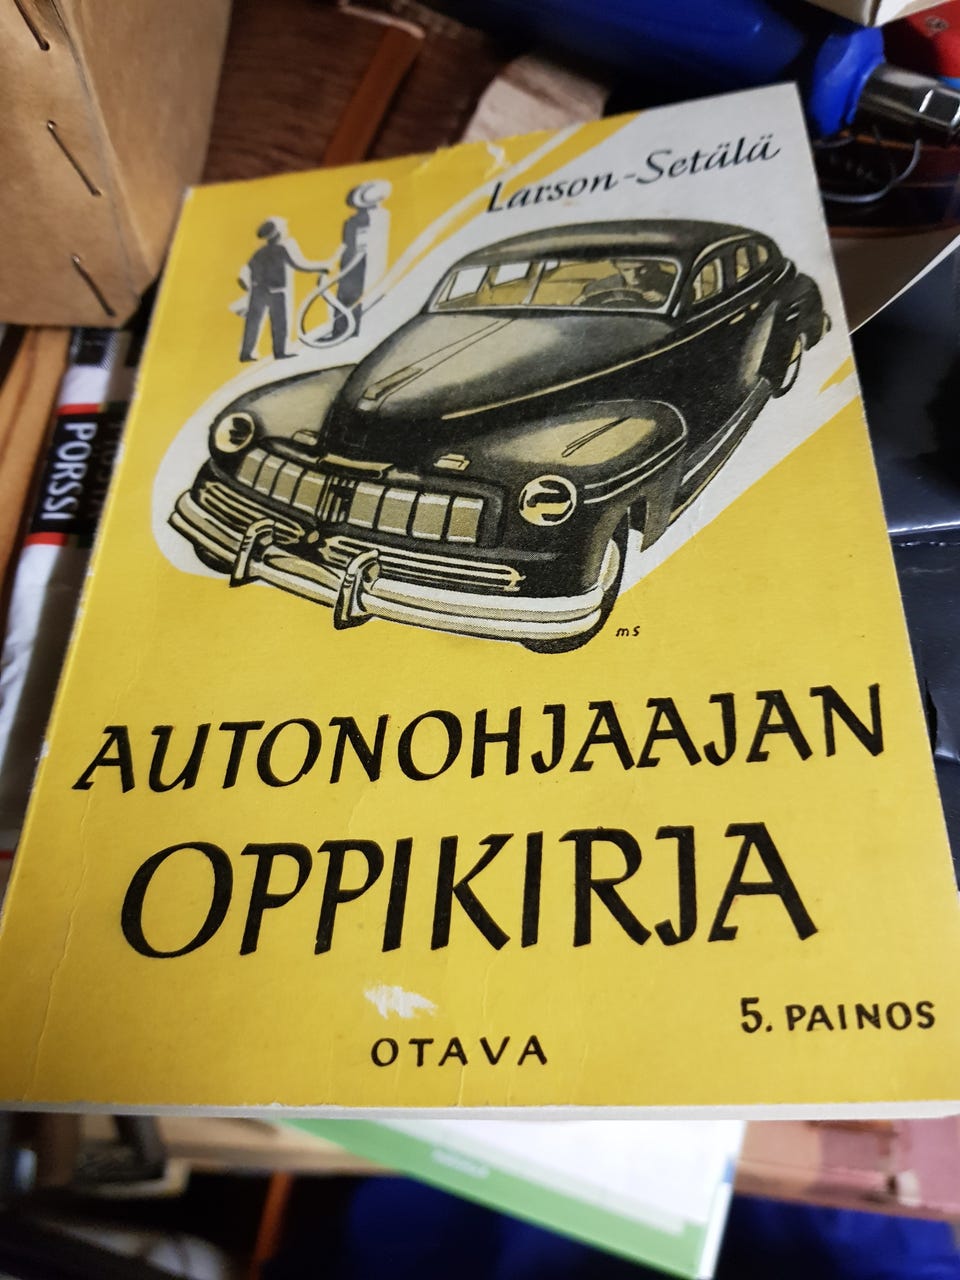 Larson-Setälä
ms
AUTONOHJAAJAN
OPPIKIRJA
5. PAINOS
OTAVA
PORSSI